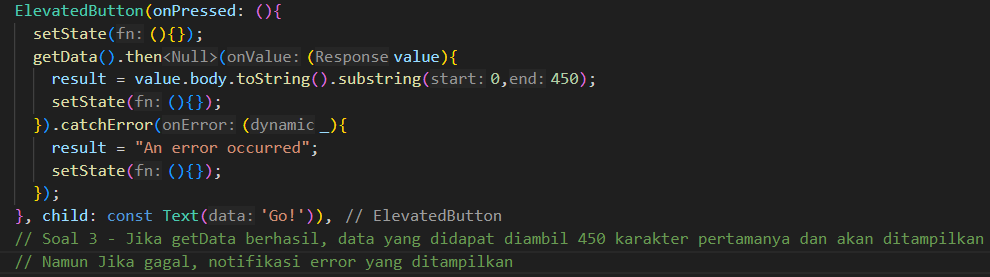 ElevatedButton(onPressed: (){
setState(fn: (){});
getData().then<Null>(onValue: (Response value){
result = value.body.toString().substring(start: 0,end: 450);
setState(fn: (){});
}).catchError(onError: (dynamic _){
result = "An error occurred";
setState(fn: (){});
});
}, child: const Text(data: 'Go!')), // ElevatedButton
// Soal 3 - Jika getData berhasil, data yang didapat diambil 450 karakter pertamanya dan akan ditampilkan
// Namun Jika gagal, notifikasi error yang ditampilkan